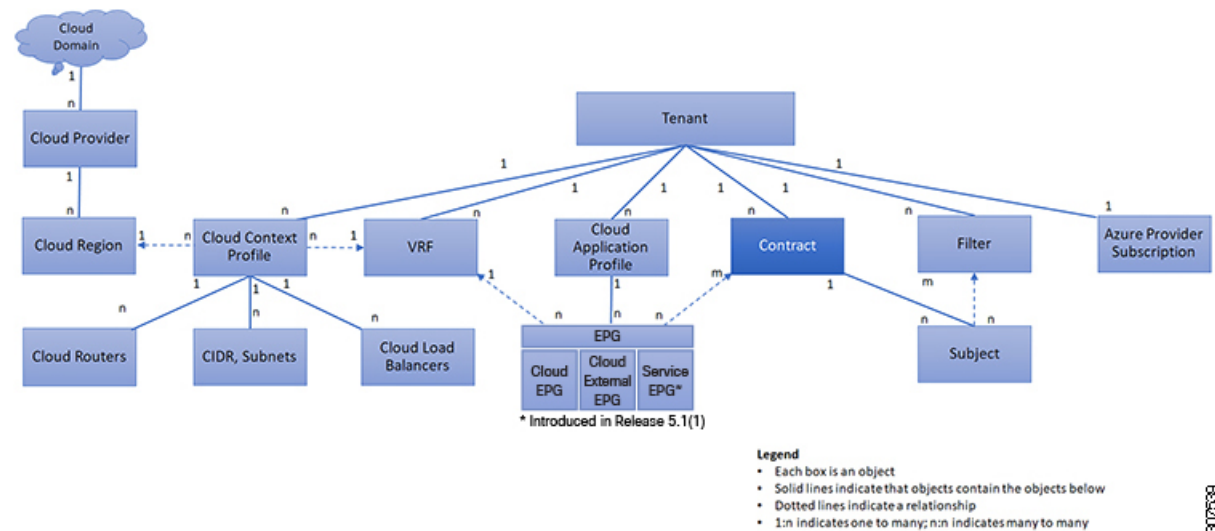 Cloud
Domain
1
n
Cloud Provider
1
n
Cloud Region
Tenant
1
1
1
1
1
1
n
n
n
n
n
1
Cloud Context
Profile
VRF
Cloud
Application
Profile
Contract
Filter
Azure Provider
Subscription
1
n
n
1
1
1
1
n
n
n
Cloud Routers
CIDR, Subnets
Cloud Load
Balancers
1
n
1
n
m
n
EPG
Cloud
EPG
Cloud
External
EPG
Service
EPG*
* Introduced in Release 5.1(1)
1
n
m
n
Subject
Legend
• Each box is an object
• Solid lines indicate that objects contain the objects below
• Dotted lines indicate a relationship
• 1:n indicates one to many; n:n indicates many to many
307539